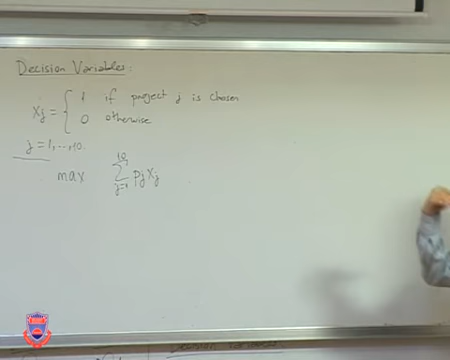 Decision Variables:
xj = { 1 if project j is chosen
0 otherwise
j = 1, ..., 10.
max ∑ j=1 10 pj xj